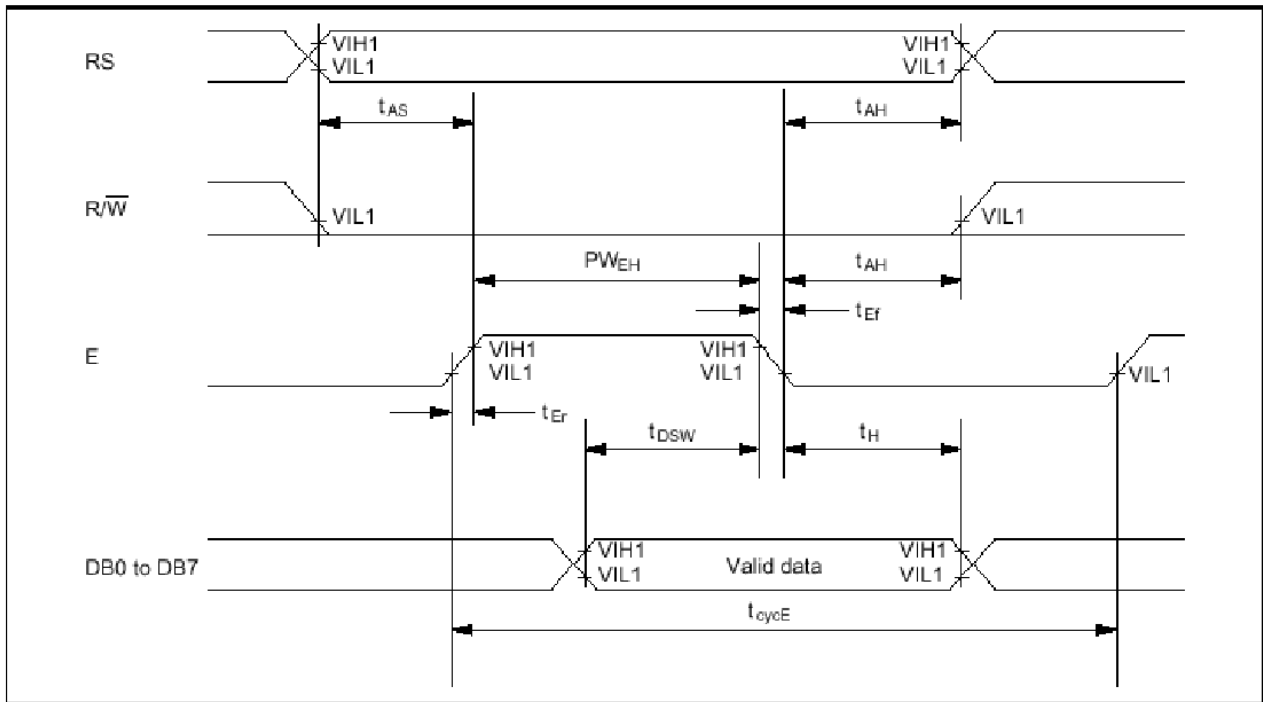 RS
VIH1 VIH1
VIL1 VIL1
tAS tAH
R/W̅
VIL1 VIL1
PWEH tAH
tEf
E
VIH1 VIH1
VIL1 VIL1 VIL1
tEr
tDSW tH
DB0 to DB7
VIH1 VIH1
VIL1 Valid data VIL1
tcycE